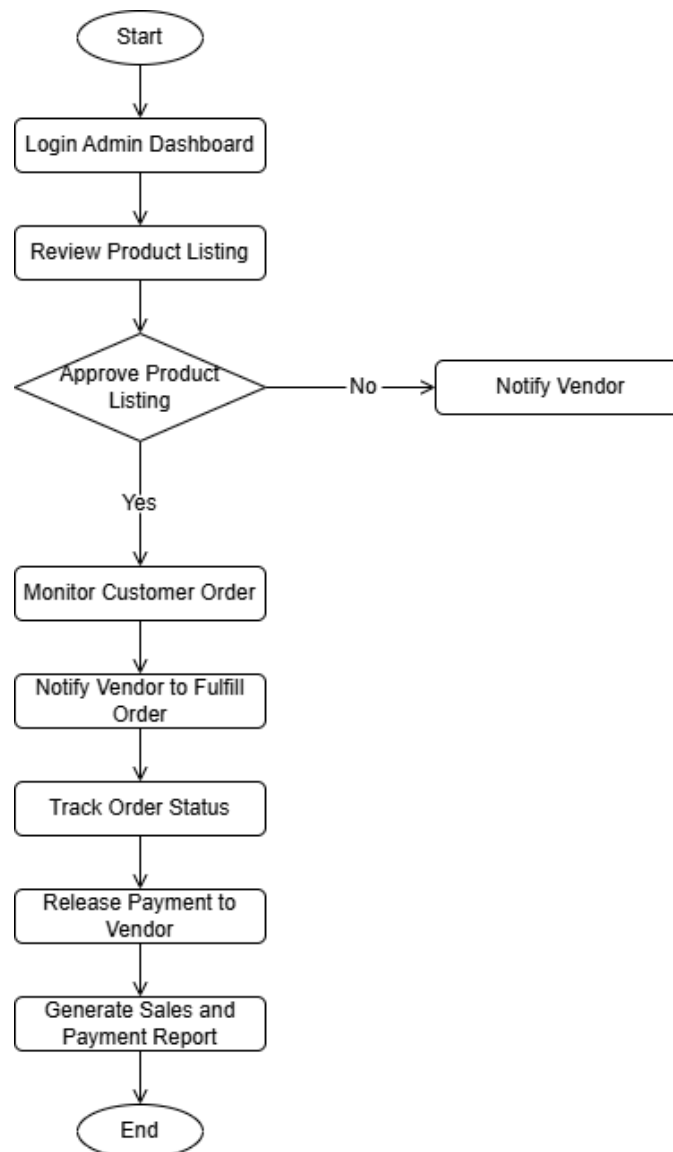 Start
Login Admin Dashboard
Review Product Listing
Approve Product
Listing
No
Notify Vendor
Yes
Monitor Customer Order
Notify Vendor to Fulfill
Order
Track Order Status
Release Payment to
Vendor
Generate Sales and
Payment Report
End